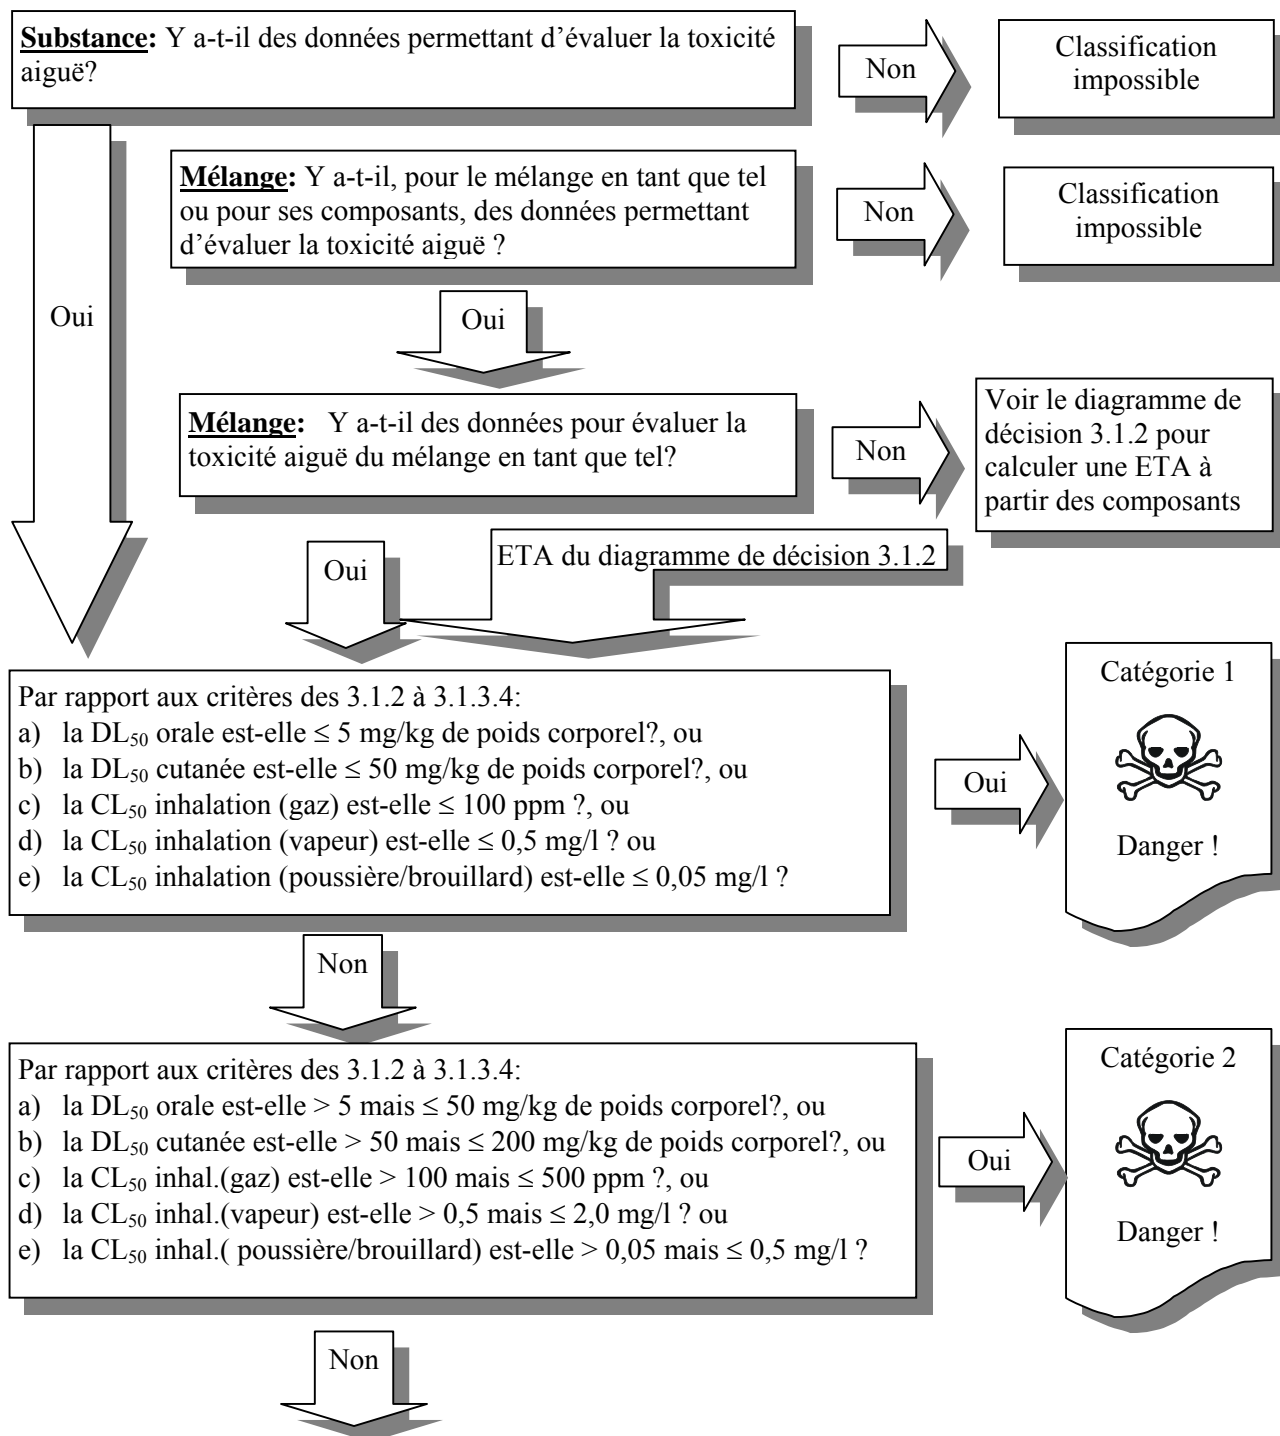 Substance: Y a-t-il des données permettant d’évaluer la toxicité
aiguë?
Non
Classification
impossible
Mélange: Y a-t-il, pour le mélange en tant que tel
ou pour ses composants, des données permettant
d’évaluer la toxicité aiguë ?
Non
Classification
impossible
Oui
Oui
Mélange: Y a-t-il des données pour évaluer la
toxicité aiguë du mélange en tant que tel?
Non
Voir le diagramme de
décision 3.1.2 pour
calculer une ETA à
partir des composants
Oui
ETA du diagramme de décision 3.1.2
Par rapport aux critères des 3.1.2 à 3.1.3.4:
a) la DL50 orale est-elle ≤ 5 mg/kg de poids corporel?, ou
b) la DL50 cutanée est-elle ≤ 50 mg/kg de poids corporel?, ou
c) la CL50 inhalation (gaz) est-elle ≤ 100 ppm ?, ou
d) la CL50 inhalation (vapeur) est-elle ≤ 0,5 mg/l ? ou
e) la CL50 inhalation (poussière/brouillard) est-elle ≤ 0,05 mg/l ?
Oui
Catégorie 1
Danger !
Non
Par rapport aux critères des 3.1.2 à 3.1.3.4:
a) la DL50 orale est-elle > 5 mais ≤ 50 mg/kg de poids corporel?, ou
b) la DL50 cutanée est-elle > 50 mais ≤ 200 mg/kg de poids corporel?, ou
c) la CL50 inhal.(gaz) est-elle > 100 mais ≤ 500 ppm ?, ou
d) la CL50 inhal.(vapeur) est-elle > 0,5 mais ≤ 2,0 mg/l ? ou
e) la CL50 inhal.( poussière/brouillard) est-elle > 0,05 mais ≤ 0,5 mg/l ?
Oui
Catégorie 2
Danger !
Non